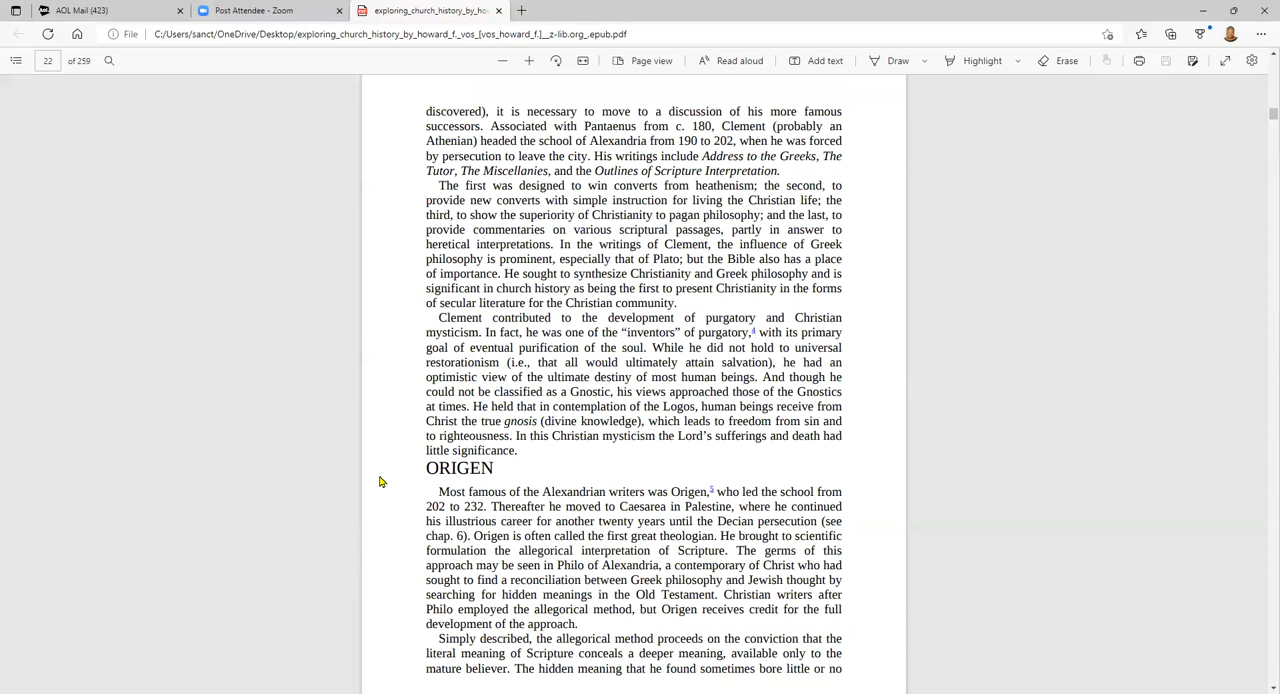 AOL Mail (423)
Post Attendee - Zoom
exploring_church_history_by_ho
File
C:/Users/sanct/OneDrive/Desktop/exploring_church_history_by_howard_f._vos_[vos_howard_f.]__z-lib.org_.epub.pdf
22 of 259
Page view
Read aloud
Add text
Draw
Highlight
Erase
discovered), it is necessary to move to a discussion of his more famous
successors. Associated with Pantaenus from c. 180, Clement (probably an
Athenian) headed the school of Alexandria from 190 to 202, when he was forced
by persecution to leave the city. His writings include Address to the Greeks, The
Tutor, The Miscellanies, and the Outlines of Scripture Interpretation.
The first was designed to win converts from heathenism; the second, to
provide new converts with simple instruction for living the Christian life; the
third, to show the superiority of Christianity to pagan philosophy; and the last, to
provide commentaries on various scriptural passages, partly in answer to
heretical interpretations. In the writings of Clement, the influence of Greek
philosophy is prominent, especially that of Plato; but the Bible also has a place
of importance. He sought to synthesize Christianity and Greek philosophy and is
significant in church history as being the first to present Christianity in the forms
of secular literature for the Christian community.
Clement contributed to the development of purgatory and Christian
mysticism. In fact, he was one of the “inventors” of purgatory,4 with its primary
goal of eventual purification of the soul. While he did not hold to universal
restorationism (i.e., that all would ultimately attain salvation), he had an
optimistic view of the ultimate destiny of most human beings. And though he
could not be classified as a Gnostic, his views approached those of the Gnostics
at times. He held that in contemplation of the Logos, human beings receive from
Christ the true gnosis (divine knowledge), which leads to freedom from sin and
to righteousness. In this Christian mysticism the Lord’s sufferings and death had
little significance.
ORIGEN
Most famous of the Alexandrian writers was Origen,5 who led the school from
202 to 232. Thereafter he moved to Caesarea in Palestine, where he continued
his illustrious career for another twenty years until the Decian persecution (see
chap. 6). Origen is often called the first great theologian. He brought to scientific
formulation the allegorical interpretation of Scripture. The germs of this
approach may be seen in Philo of Alexandria, a contemporary of Christ who had
sought to find a reconciliation between Greek philosophy and Jewish thought by
searching for hidden meanings in the Old Testament. Christian writers after
Philo employed the allegorical method, but Origen receives credit for the full
development of the approach.
Simply described, the allegorical method proceeds on the conviction that the
literal meaning of Scripture conceals a deeper meaning, available only to the
mature believer. The hidden meaning that he found sometimes bore little or no